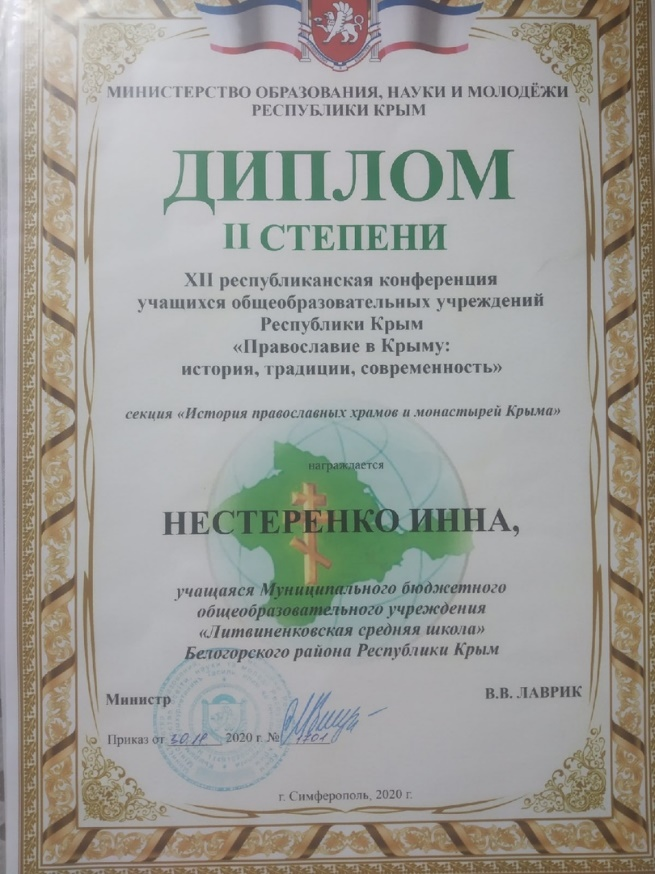 МИНИСТЕРСТВО ОБРАЗОВАНИЯ, НАУКИ И МОЛОДЁЖИ
РЕСПУБЛИКИ КРЫМ
ДИПЛОМ
II СТЕПЕНИ
XII республиканская конференция
учащихся общеобразовательных учреждений
Республики Крым
«Православие в Крыму:
история, традиции, современность»
секция «История православных храмов и монастырей Крыма»
награждается
НЕСТЕРЕНКО ИННА,
учащаяся Муниципального бюджетного
общеобразовательного учреждения
«Литвиненковская средняя школа»
Белогорского района Республики Крым
Министр
В.В. ЛАВРИК
Приказ от 2020 г. № 1701
г. Симферополь, 2020 г.